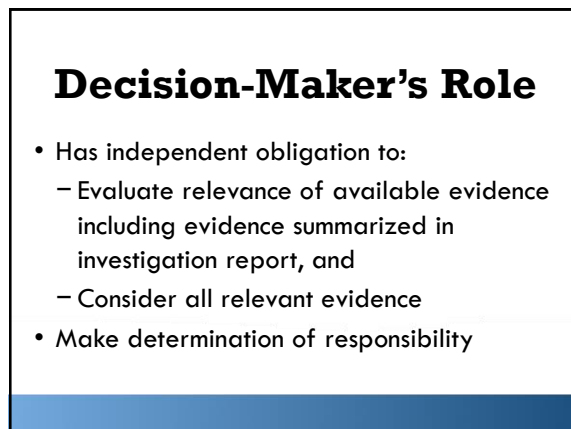 Decision-Maker’s Role
• Has independent obligation to:
– Evaluate relevance of available evidence
including evidence summarized in
investigation report, and
– Consider all relevant evidence
• Make determination of responsibility